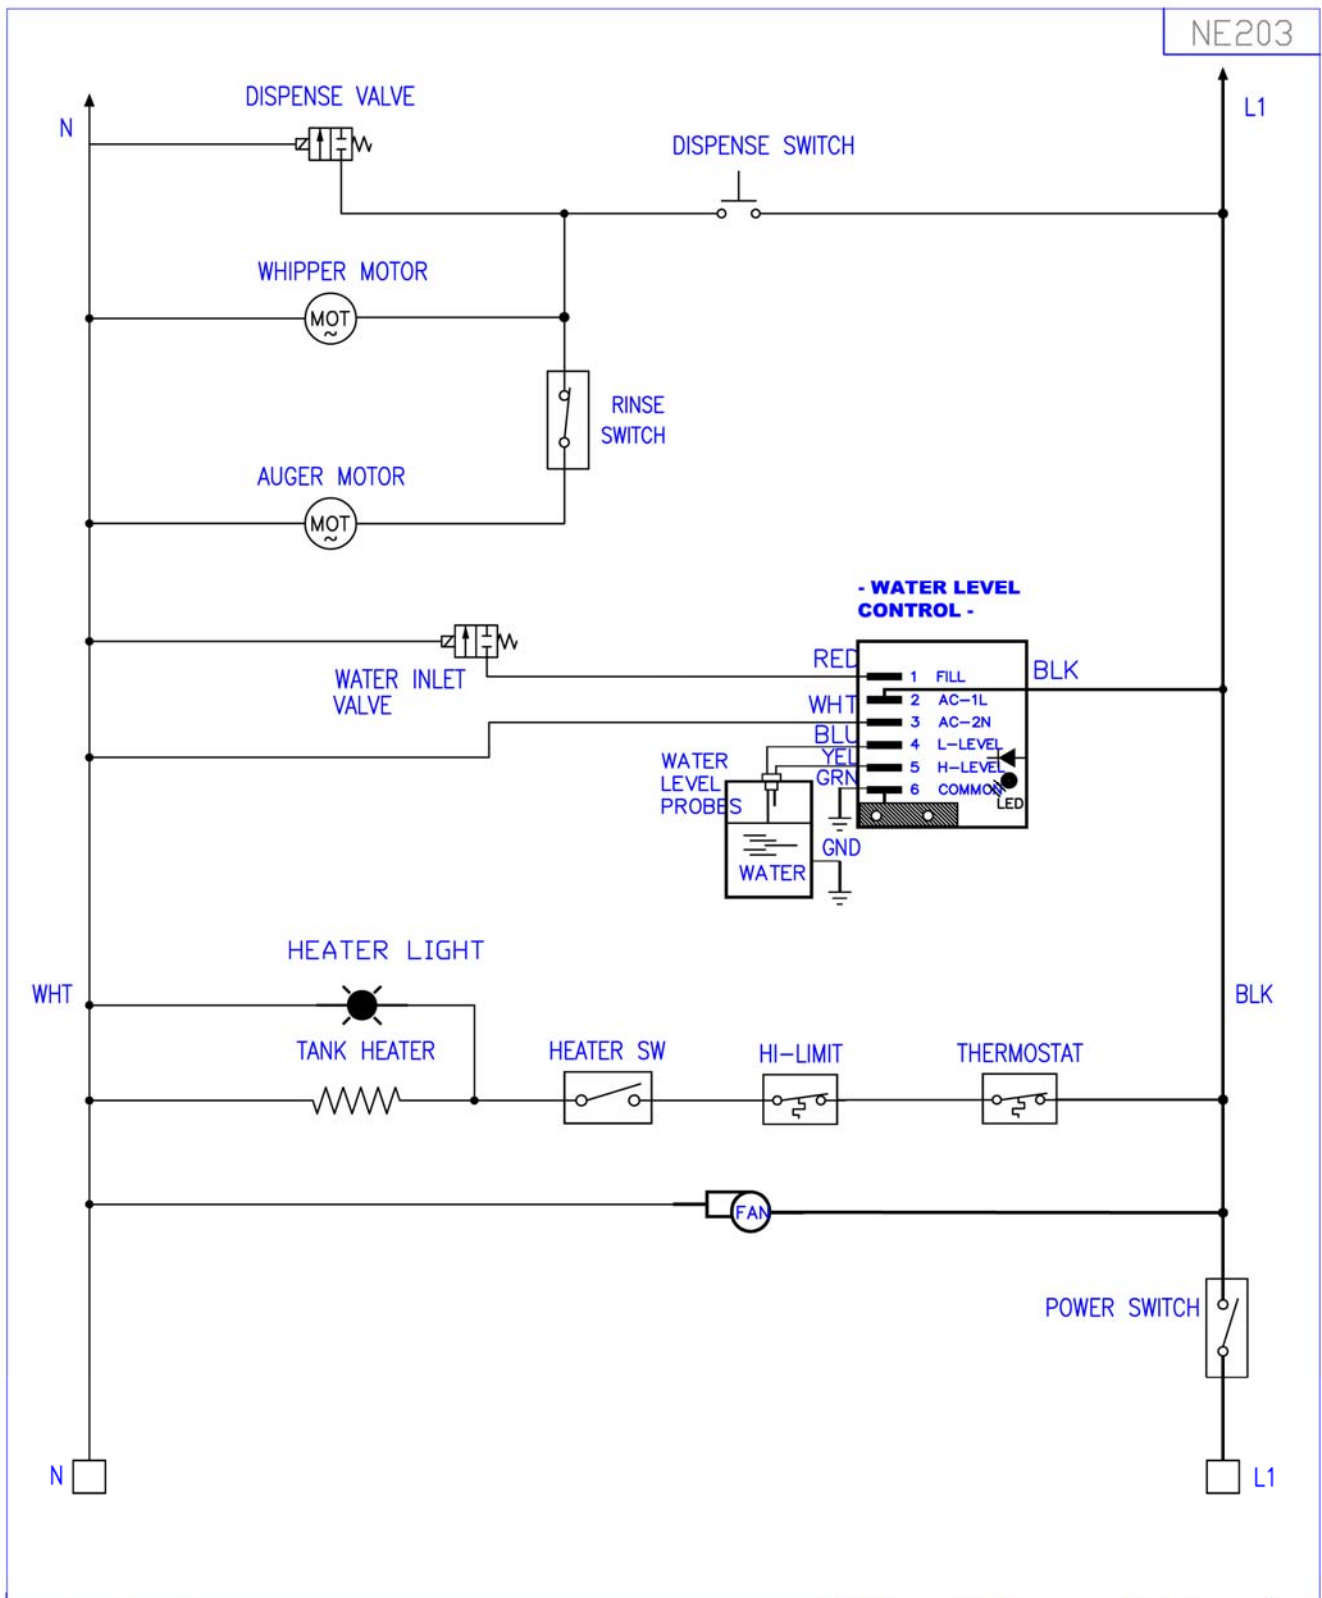 NE203
DISPENSE VALVE
L1
N
DISPENSE SWITCH
WHIPPER MOTOR
MOT
~
RINSE
SWITCH
AUGER MOTOR
MOT
~
- WATER LEVEL
CONTROL -
RED
1 FILL
BLK
WATER INLET
VALVE
WHT
2 AC-1L
3 AC-2N
BLU
4 L-LEVEL
YEL
5 H-LEVEL
GRN
6 COMMON
LED
WATER
LEVEL
PROBES
GND
WATER
HEATER LIGHT
WHT
BLK
TANK HEATER
HEATER SW
HI-LIMIT
THERMOSTAT
FAN
POWER SWITCH
N
L1